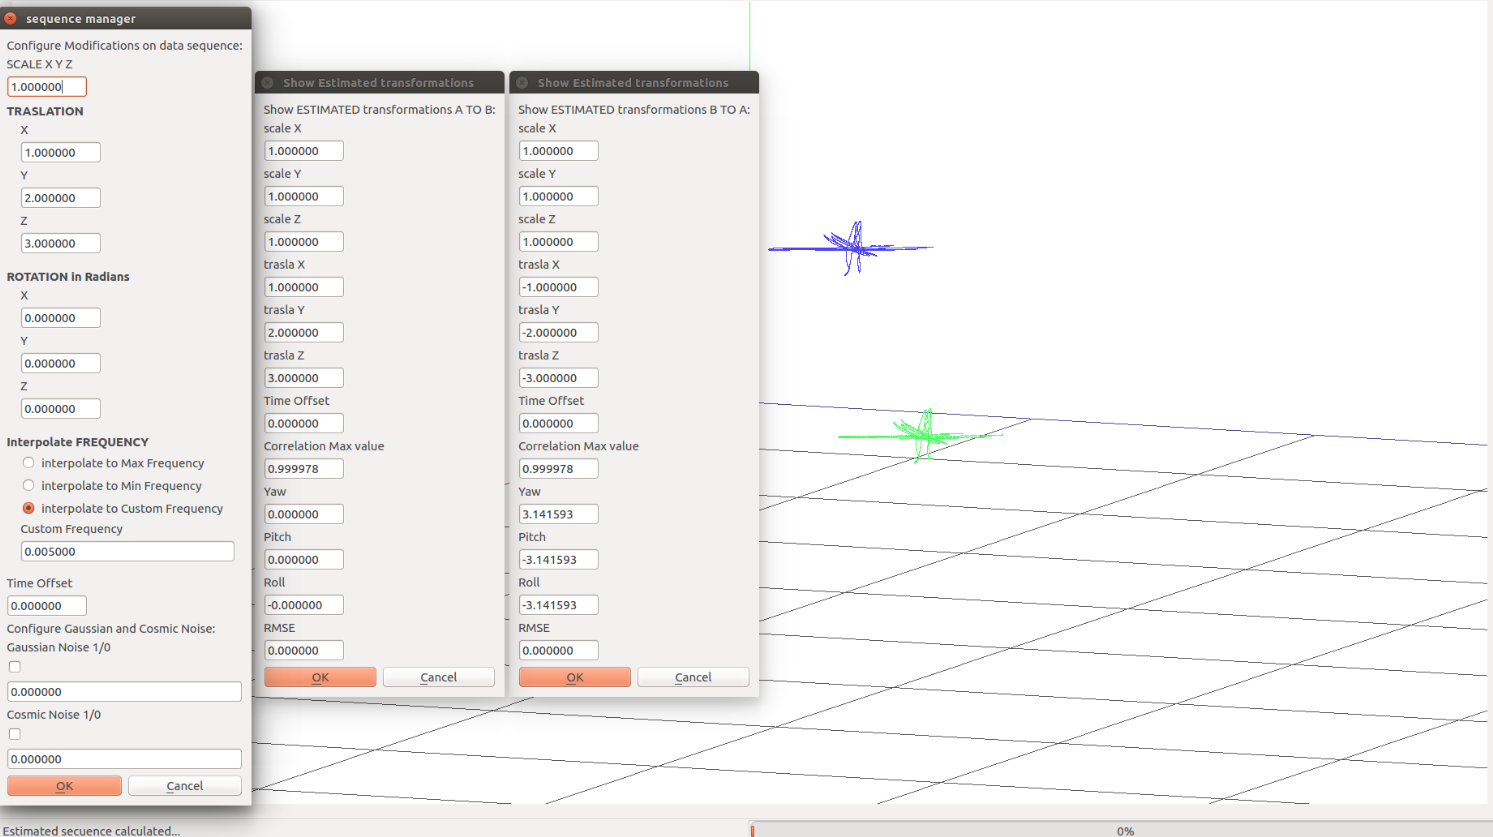 sequence manager
Configure Modifications on data sequence:
SCALE X Y Z
1.000000
TRASLATION
X
1.000000
Y
2.000000
Z
3.000000
ROTATION in Radians
X
0.000000
Y
0.000000
Z
0.000000
Interpolate FREQUENCY
interpolate to Max Frequency
interpolate to Min Frequency
interpolate to Custom Frequency
Custom Frequency
0.005000
Time Offset
0.000000
Configure Gaussian and Cosmic Noise:
Gaussian Noise 1/0
0.000000
Cosmic Noise 1/0
0.000000
OK Cancel
Show Estimated transformations
Show ESTIMATED transformations A TO B:
scale X
1.000000
scale Y
1.000000
scale Z
1.000000
trasla X
1.000000
trasla Y
2.000000
trasla Z
3.000000
Time Offset
0.000000
Correlation Max value
0.999978
Yaw
0.000000
Pitch
0.000000
Roll
-0.000000
RMSE
0.000000
OK Cancel
Show Estimated transformations
Show ESTIMATED transformations B TO A:
scale X
1.000000
scale Y
1.000000
scale Z
1.000000
trasla X
-1.000000
trasla Y
-2.000000
trasla Z
-3.000000
Time Offset
0.000000
Correlation Max value
0.999978
Yaw
3.141593
Pitch
-3.141593
Roll
-3.141593
RMSE
0.000000
OK Cancel
Estimated secuence calculated...
0%